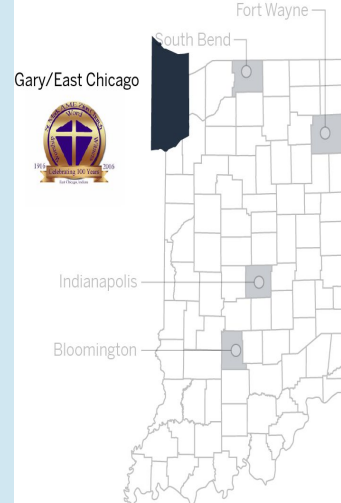 Fort Wayne
South Bend
Gary/East Chicago
1916
2016
Celebrating 100 Years
Indianapolis
Bloomington